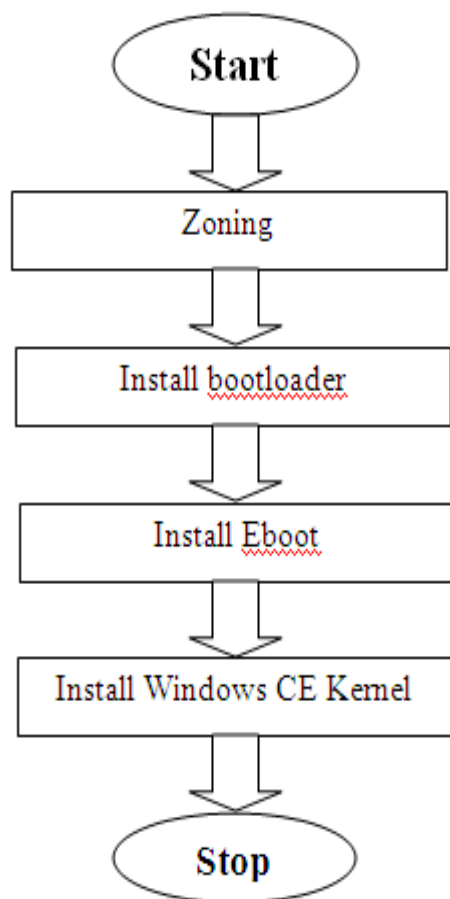 Start
Zoning
Install bootloader
Install Eboot
Install Windows CE Kernel
Stop